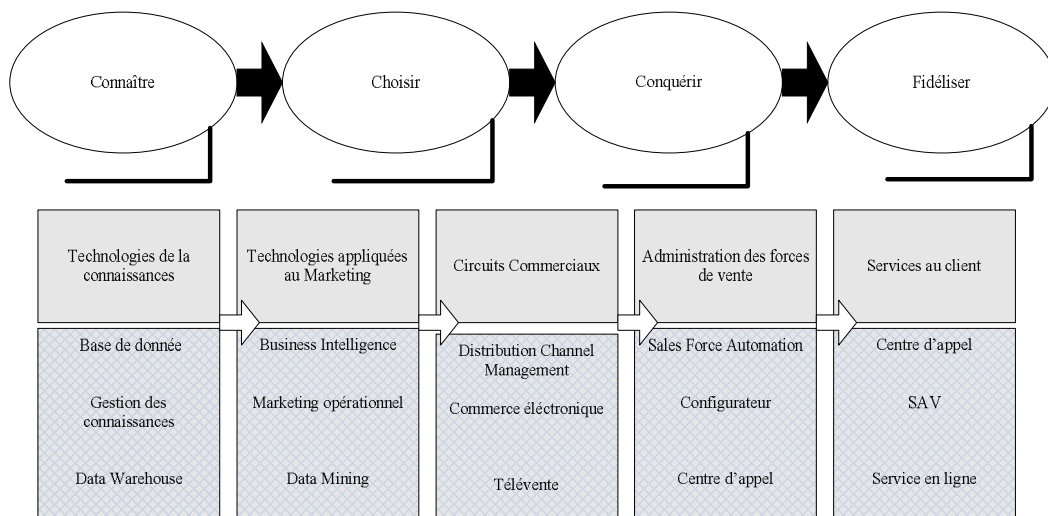 Connaître
Choisir
Conquérir
Fidéliser
Technologies de la
connaissances
Technologies appliquées
au Marketing
Circuits Commerciaux
Administration des forces
de vente
Services au client
Base de donnée
Gestion des
connaissances
Data Warehouse
Business Intelligence
Marketing opérationnel
Data Mining
Distribution Channel
Management
Commerce éléctronique
Télévente
Sales Force Automation
Configurateur
Centre d'appel
Centre d'appel
SAV
Service en ligne